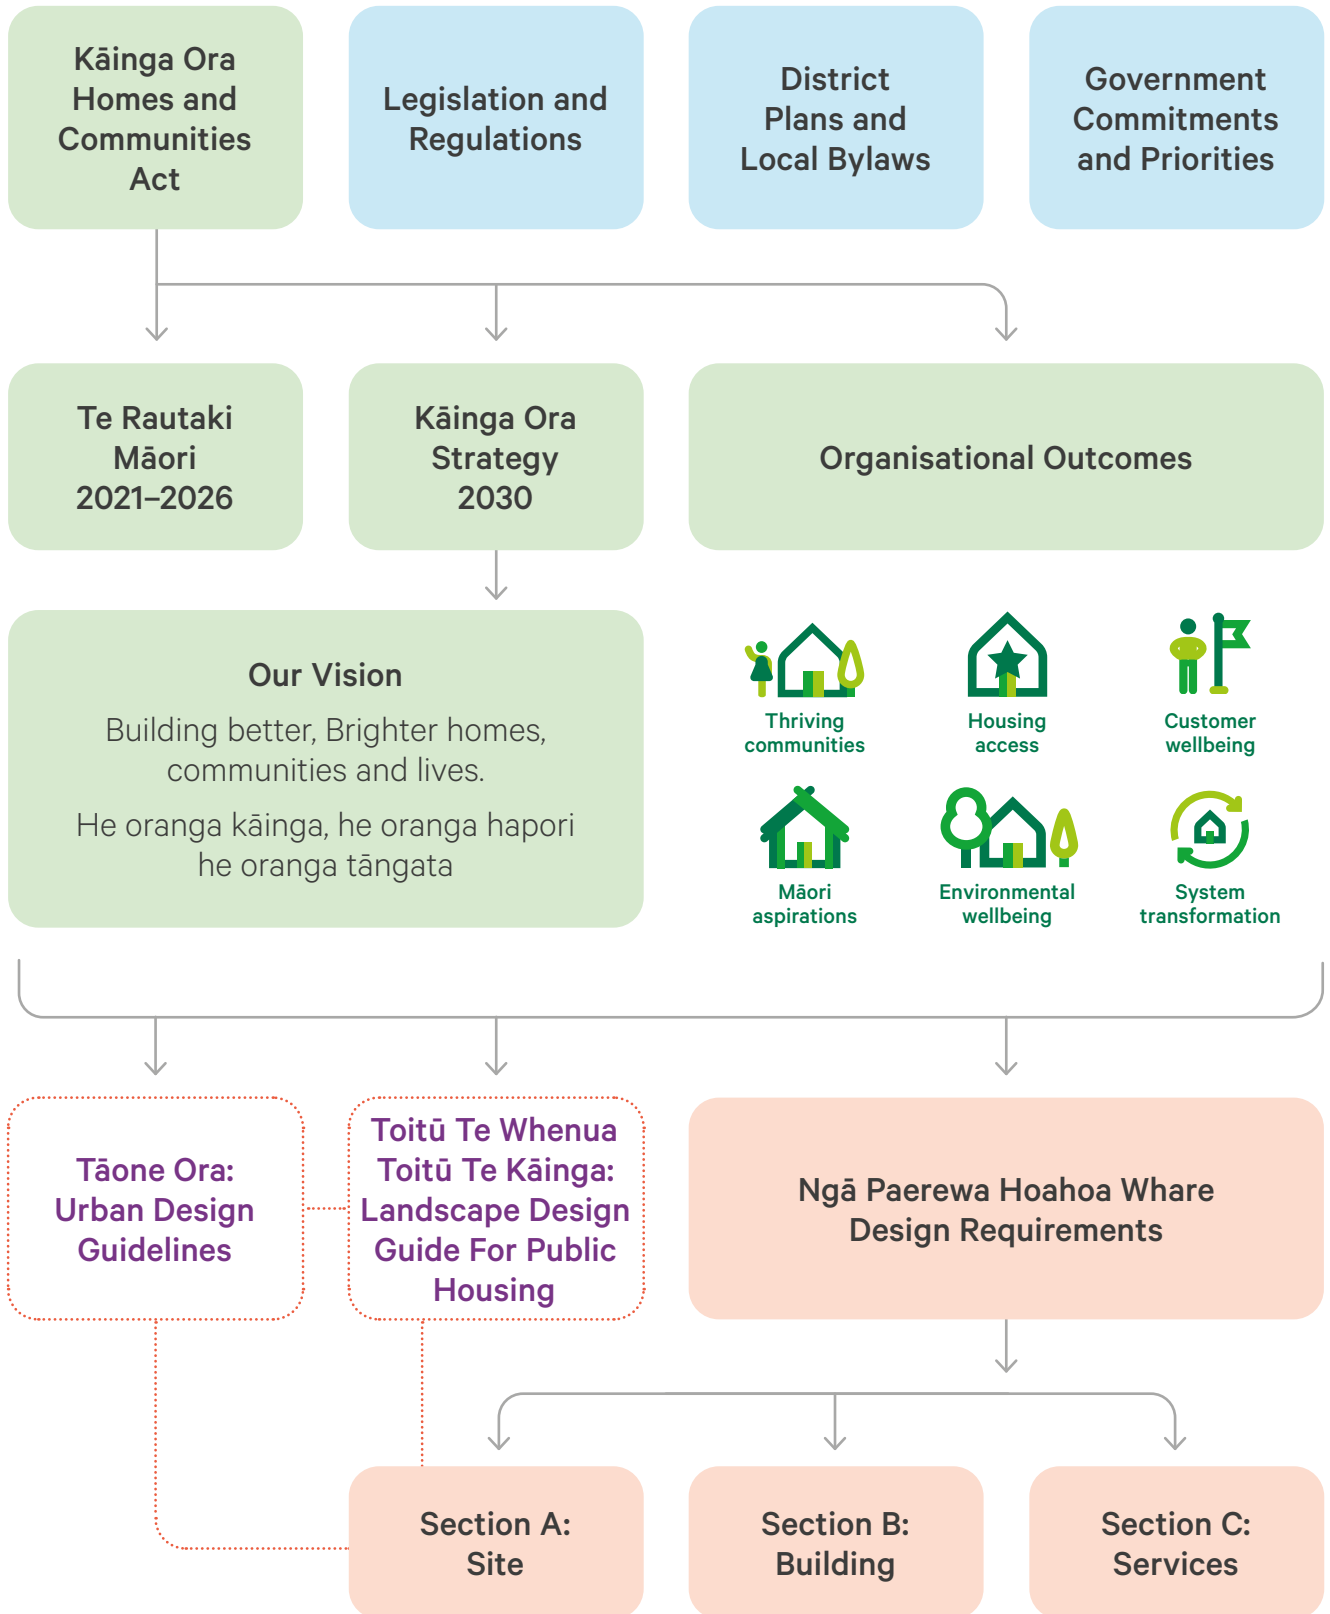 Kāinga Ora
Homes and
Communities
Act
Legislation and
Regulations
District
Plans and
Local Bylaws
Government
Commitments
and Priorities
Te Rautaki
Māori
2021–2026
Kāinga Ora
Strategy
2030
Organisational Outcomes
Our Vision
Building better, Brighter homes,
communities and lives.
He oranga kāinga, he oranga hapori
he oranga tāngata
Thriving
communities
Housing
access
Customer
wellbeing
Māori
aspirations
Environmental
wellbeing
System
transformation
Tāone Ora:
Urban Design
Guidelines
Toitū Te Whenua
Toitū Te Kāinga:
Landscape Design
Guide For Public
Housing
Ngā Paerewa Hoahoa Whare
Design Requirements
Section A:
Site
Section B:
Building
Section C:
Services